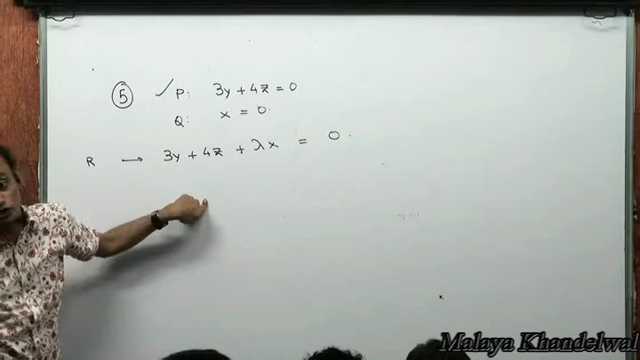 ⑤ ✓ P: 3y + 4z = 0
Q: x = 0.
R → 3y + 4z + λx = 0.
Malaya Khandelwal